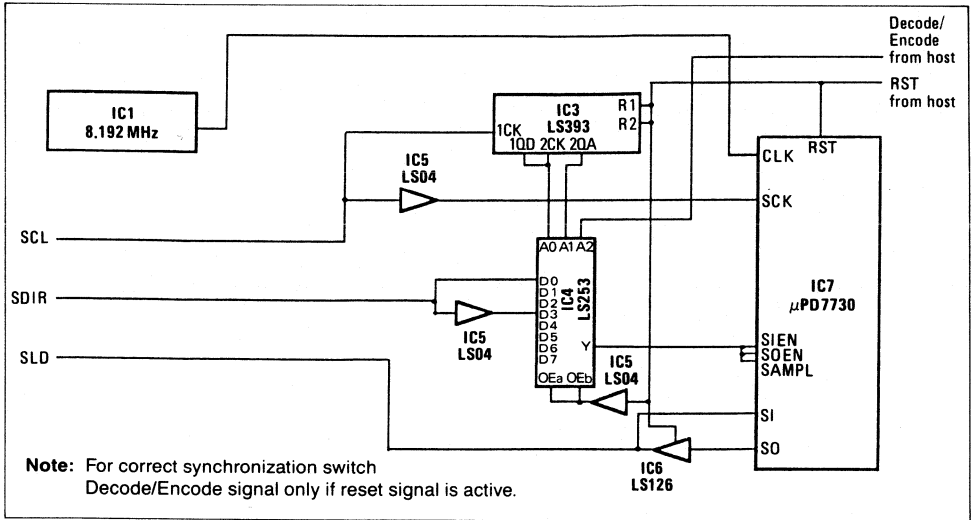 Decode/
Encode
from host
RST
from host
IC1
8.192 MHz
IC3
LS393
R1
R2
1CK
1QD 2CK 2QA
RST
CLK
IC5
LS04
SCK
SCL
A0 A1 A2
IC4
LS253
D0
D1
D2
D3
D4
D5
D6
D7
Y
OEa OEb
SDIR
IC5
LS04
IC7
µPD7730
SLD
IC5
LS04
SIEN
SOEN
SAMPL
SI
SO
IC6
LS126
Note: For correct synchronization switch
Decode/Encode signal only if reset signal is active.